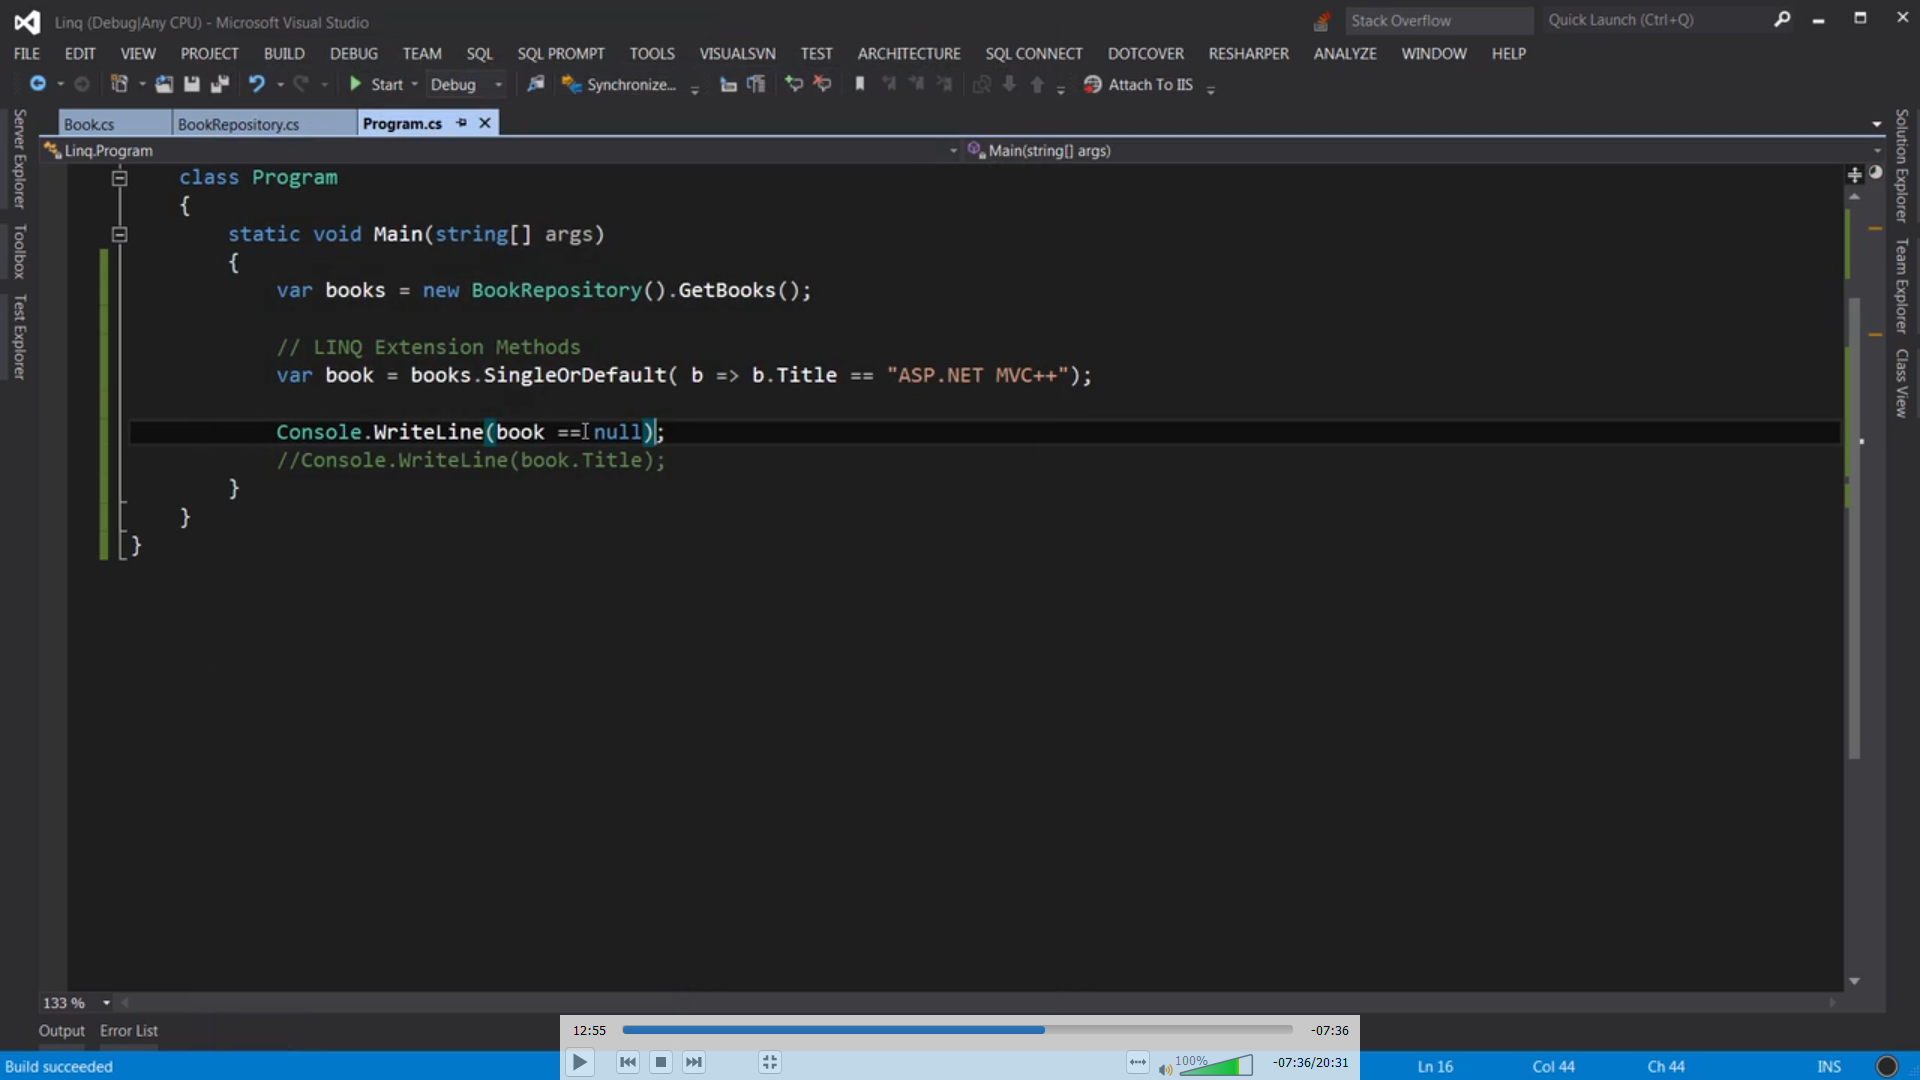 Linq (Debug|Any CPU) - Microsoft Visual Studio
Stack Overflow
Quick Launch (Ctrl+Q)
FILE EDIT VIEW PROJECT BUILD DEBUG TEAM SQL SQL PROMPT TOOLS VISUALSVN TEST ARCHITECTURE SQL CONNECT DOTCOVER RESHARPER ANALYZE WINDOW HELP
Start Debug Synchronize... Attach To IIS
Server Explorer
Toolbox
Test Explorer
Book.cs BookRepository.cs Program.cs
Linq.Program Main(string[] args)
class Program
{
static void Main(string[] args)
{
var books = new BookRepository().GetBooks();
// LINQ Extension Methods
var book = books.SingleOrDefault( b => b.Title == "ASP.NET MVC++");
Console.WriteLine(book == null);
//Console.WriteLine(book.Title);
}
}
}
Solution Explorer
Team Explorer
Class View
133 %
Output Error List
12:55 -07:36
100% -07:36/20:31
Build succeeded Ln 16 Col 44 Ch 44 INS